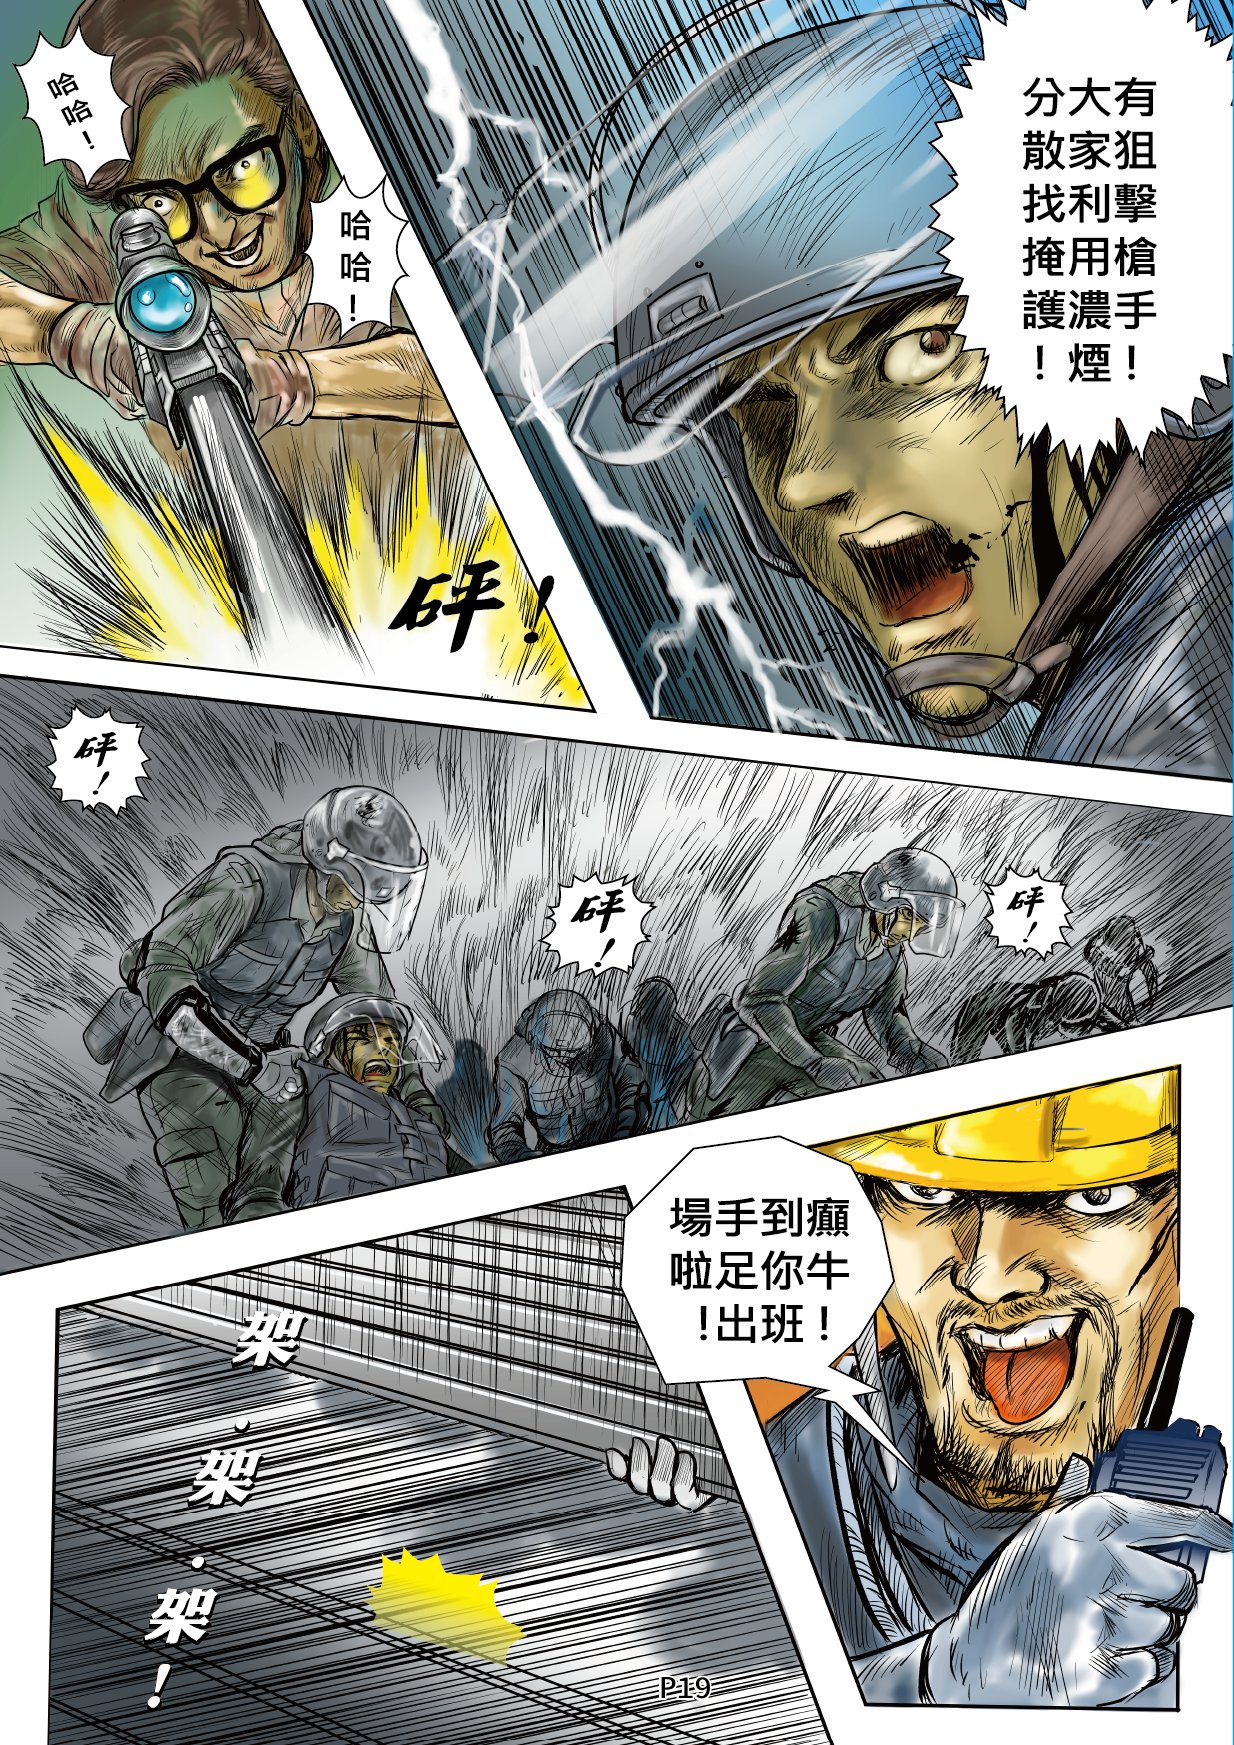 有狙擊槍手！
大家利用濃煙
分散找掩護！
哈哈！
哈哈！
砰！
砰！
砰！
砰！
癲牛！
到你班
手足出
場啦！
架．架．架！
P19